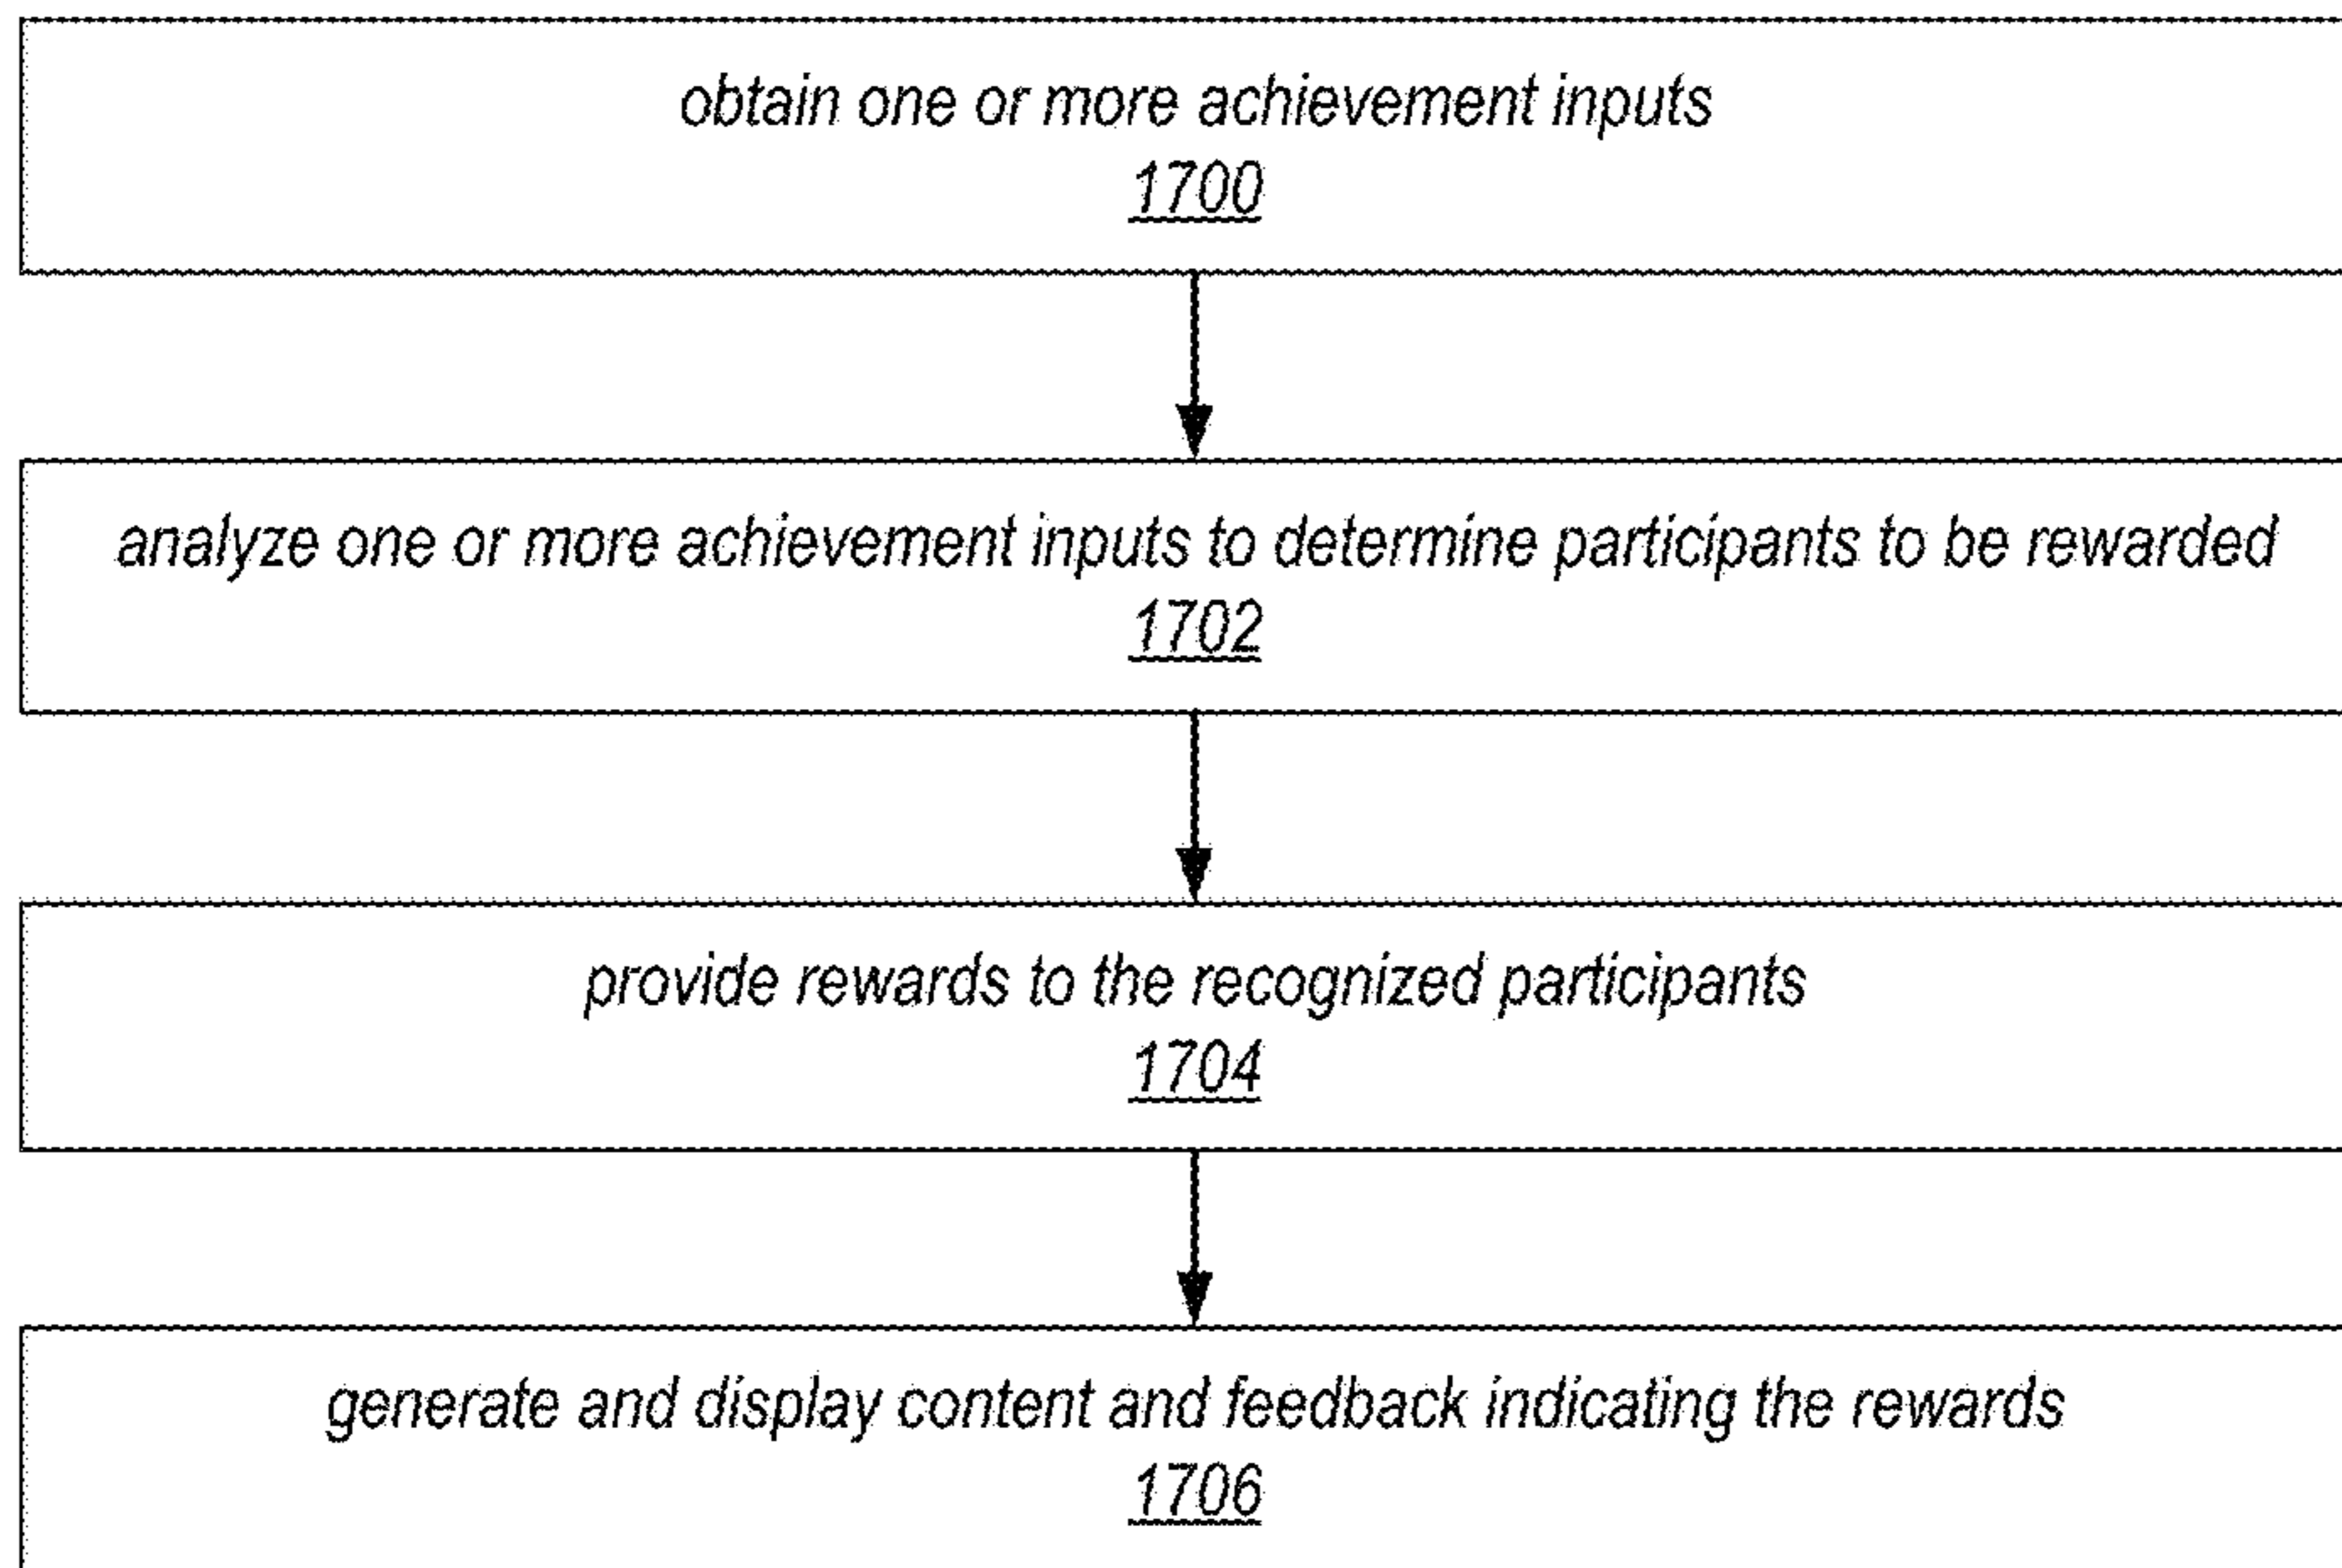 obtain one or more achievement inputs
1700
analyze one or more achievement inputs to determine participants to be rewarded
1702
provide rewards to the recognized participants
1704
generate and display content and feedback indicating the rewards
1706